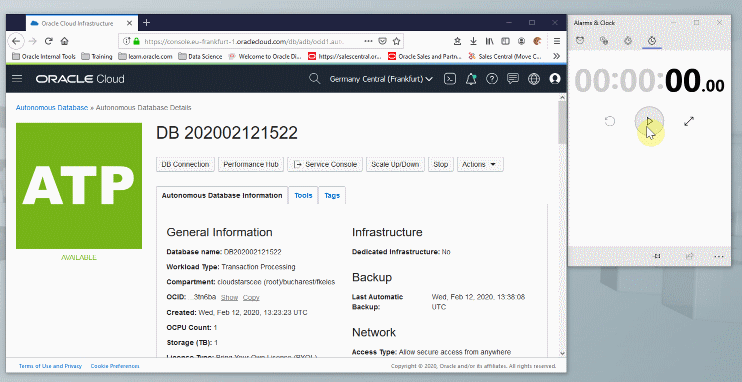 Oracle Cloud Infrastructure
https://console.eu-frankfurt-1.oraclecloud.com/db/adb/ocid1.aun
Oracle Internal Tools
Training
learn.oracle.com
Data Science
Welcome to Oracle Di...
https://salescentral.or...
Oracle Sales and Partn...
Sales Central (Move C...
ORACLE Cloud
Germany Central (Frankfurt)
Autonomous Database » Autonomous Database Details
ATP
AVAILABLE
DB 202002121522
DB Connection
Performance Hub
Service Console
Scale Up/Down
Stop
Actions
Autonomous Database Information
Tools
Tags
General Information
Database name: DB202002121522
Workload Type: Transaction Processing
Compartment: cloudstarscee (root)/bucharest/fkeles
OCID: ...3tn6ba Show Copy
Created: Wed, Feb 12, 2020, 13:23:23 UTC
OCPU Count: 1
Storage (TB): 1
License Type: Bring Your Own License (BYOL)
Infrastructure
Dedicated Infrastructure: No
Backup
Last Automatic Backup: Wed, Feb 12, 2020, 13:38:08 UTC
Network
Access Type: Allow secure access from anywhere
Terms of Use and Privacy
Cookie Preferences
Copyright © 2020, Oracle and/or its affiliates. All rights reserved.
Alarms & Clock
00:00:00.00